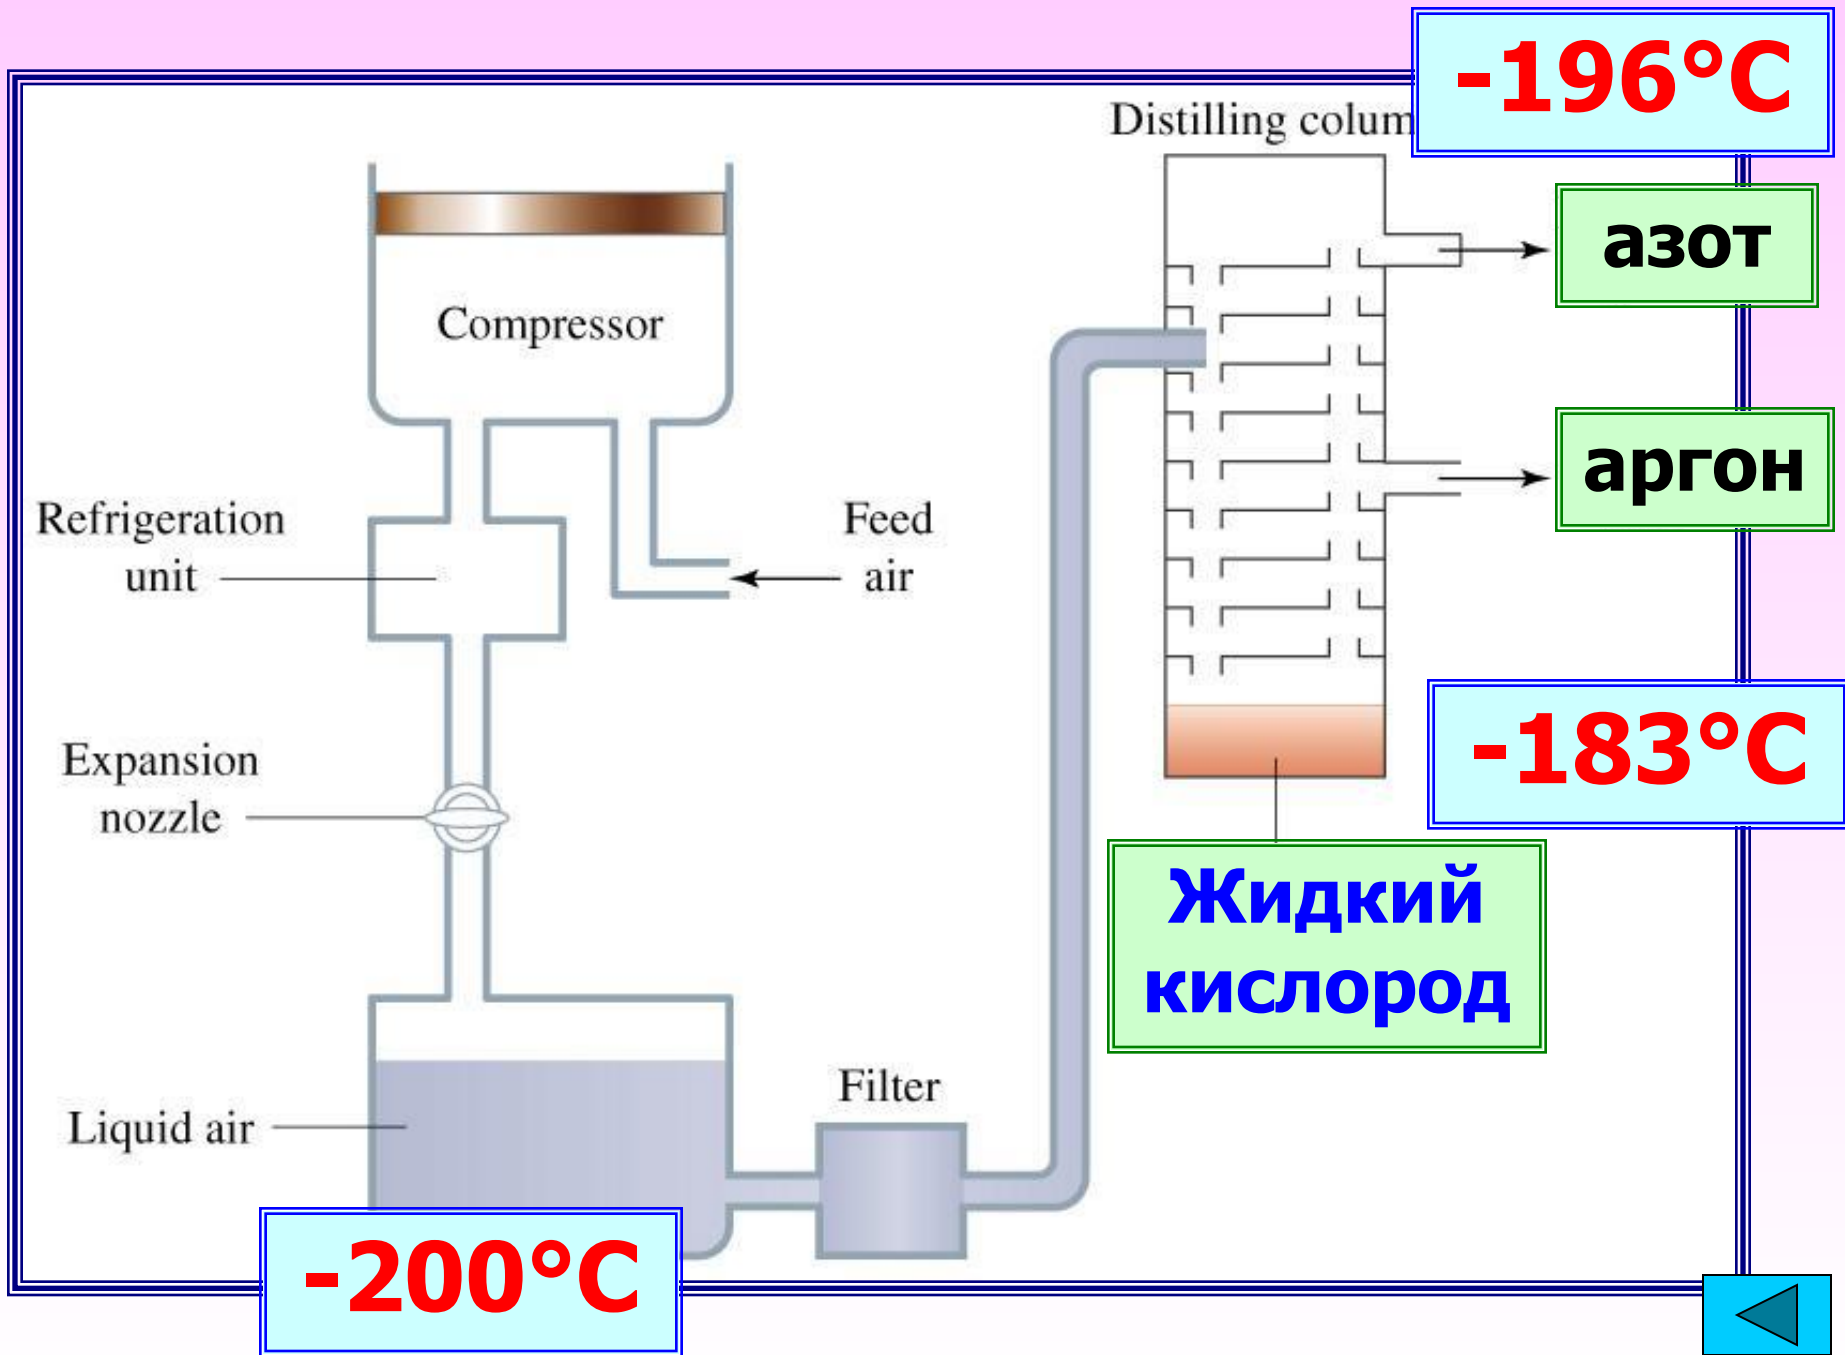 -196°C
Distilling colum
азот
Compressor
аргон
Refrigeration
unit
Feed
air
-183°C
Expansion
nozzle
Жидкий
кислород
Filter
Liquid air
-200°C